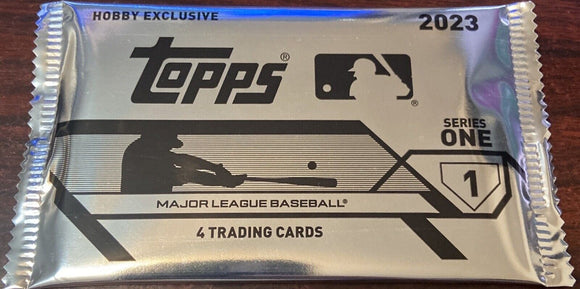 HOBBY EXCLUSIVE
2023
Topps®
®
SERIES
ONE
1
MAJOR LEAGUE BASEBALL®
4 TRADING CARDS